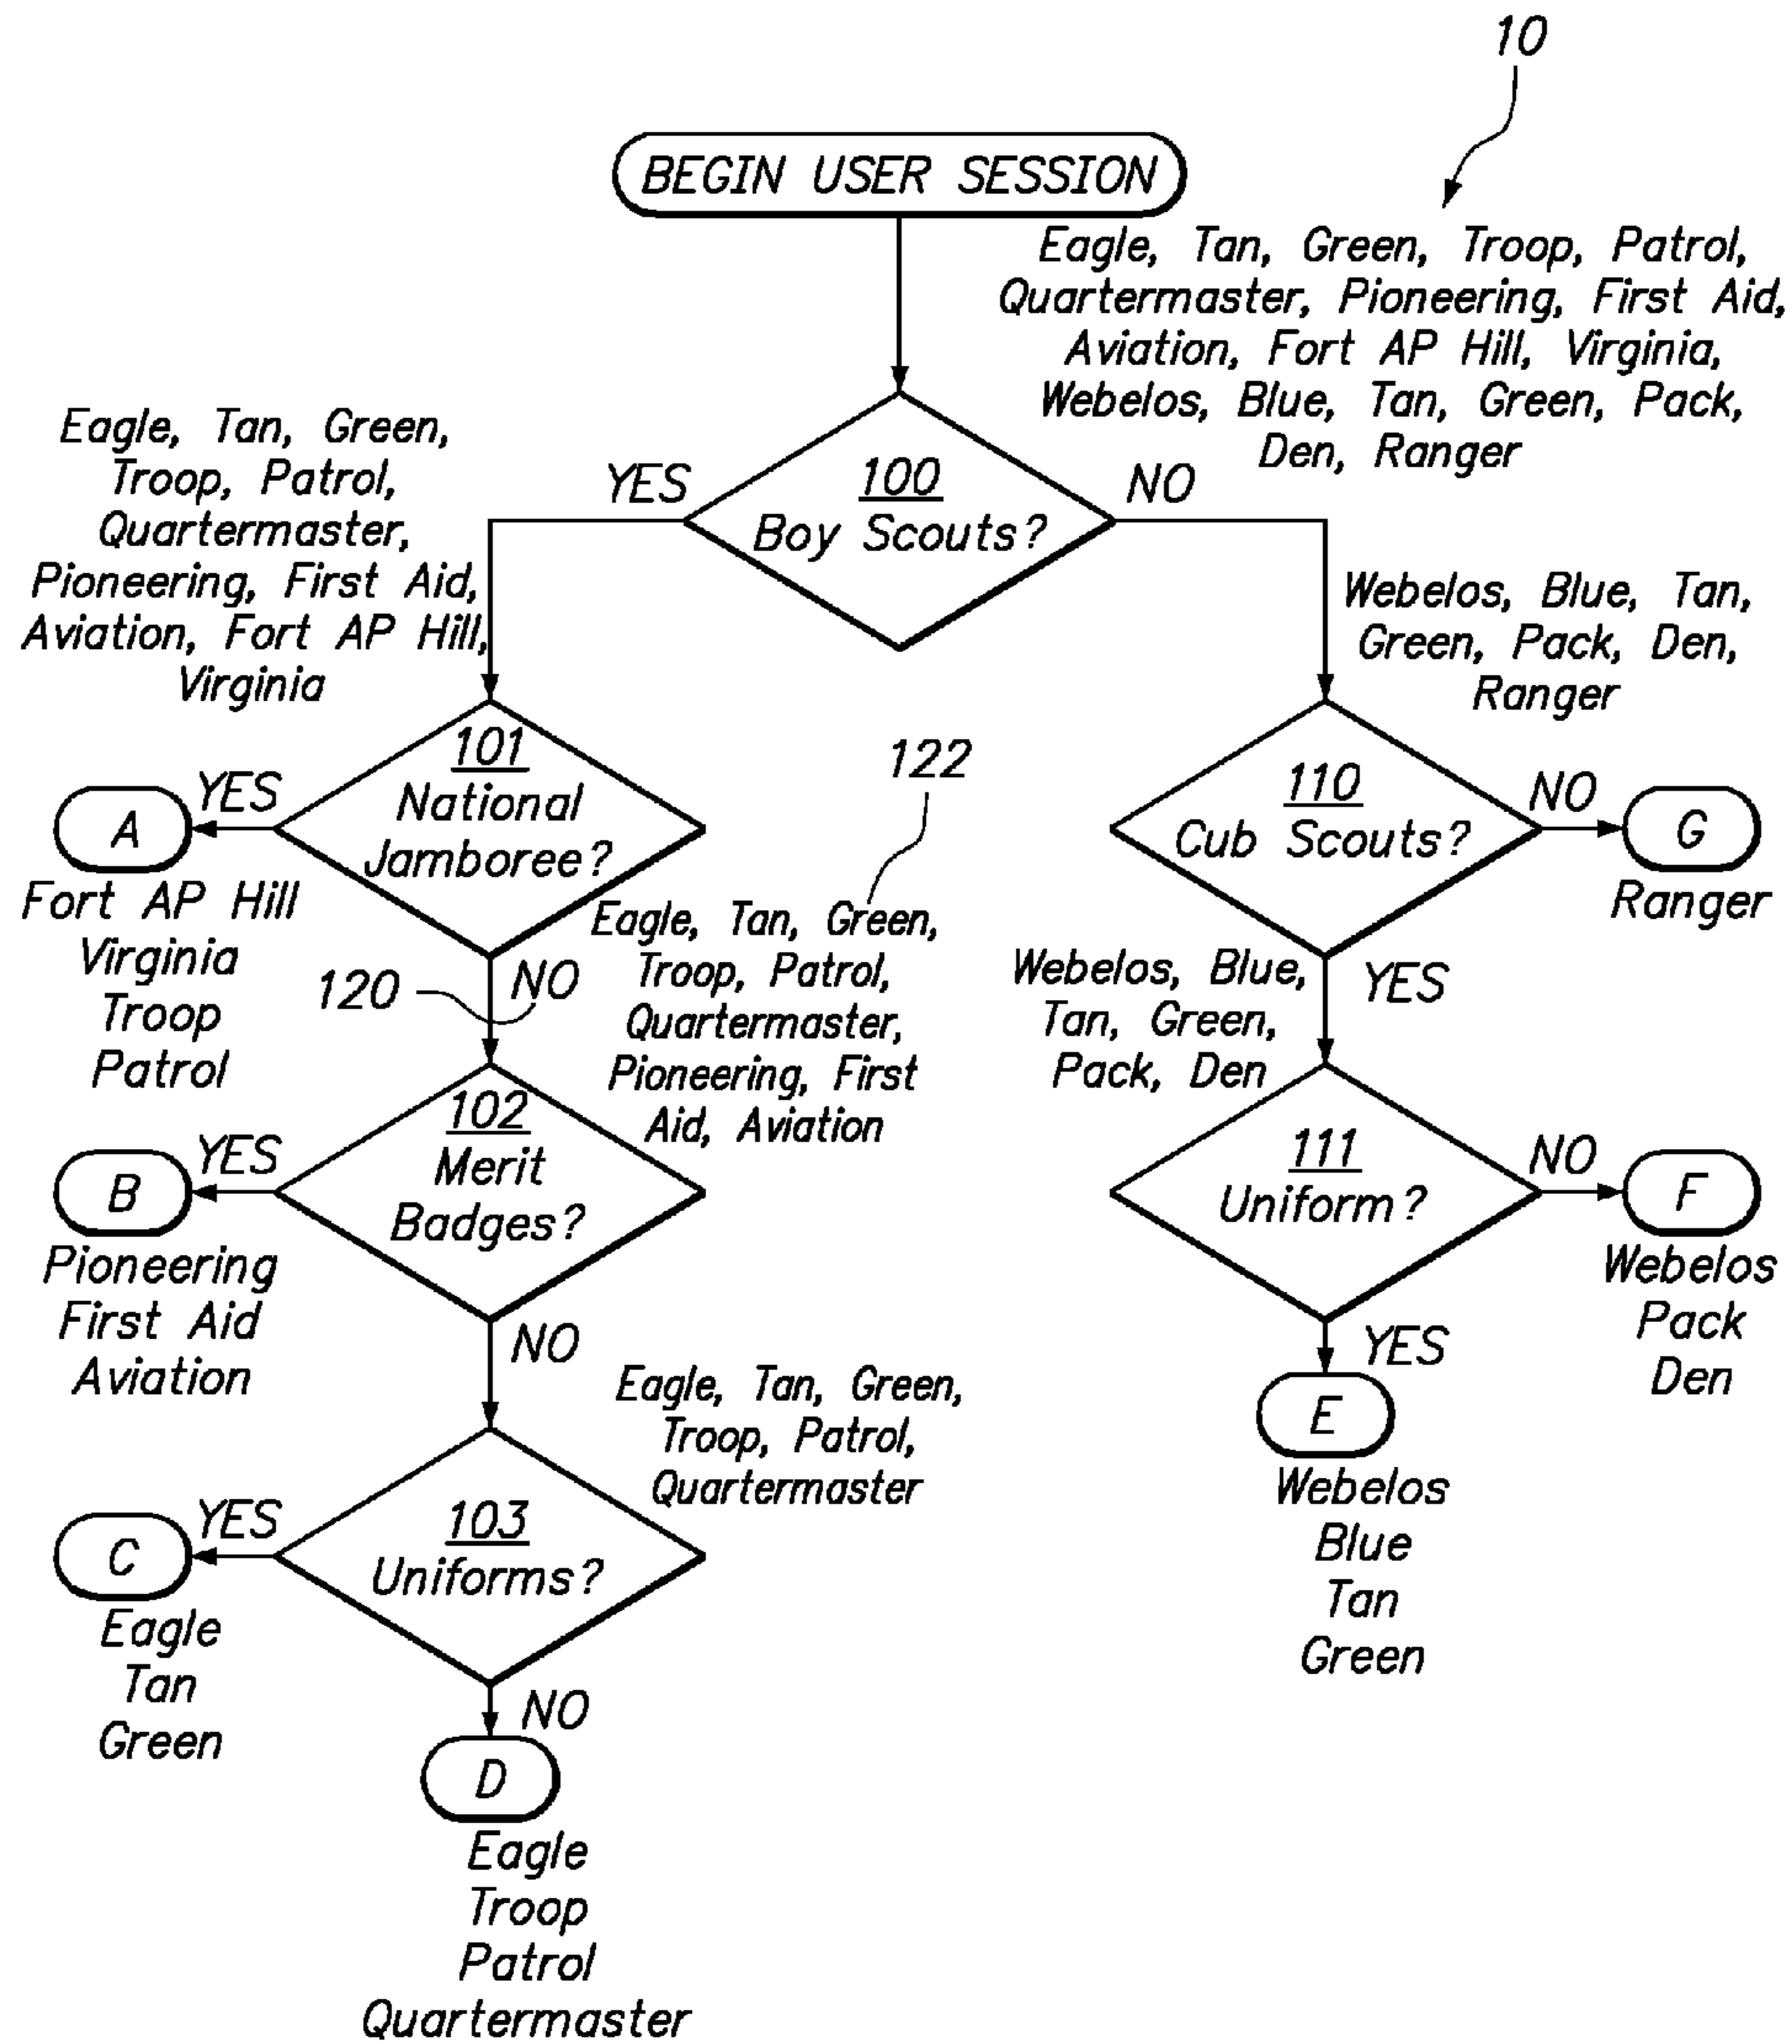 10
BEGIN USER SESSION
Eagle, Tan, Green, Troop, Patrol,
Quartermaster, Pioneering, First Aid,
Aviation, Fort AP Hill, Virginia,
Webelos, Blue, Tan, Green, Pack,
Den, Ranger
100
Boy Scouts?
YES
NO
Eagle, Tan, Green,
Troop, Patrol,
Quartermaster,
Pioneering, First Aid,
Aviation, Fort AP Hill,
Virginia
Webelos, Blue, Tan,
Green, Pack, Den,
Ranger
101
National
Jamboree?
YES
A
Fort AP Hill
Virginia
Troop
Patrol
120
NO
122
Eagle, Tan, Green,
Troop, Patrol,
Quartermaster,
Pioneering, First
Aid, Aviation
110
Cub Scouts?
NO
G
Ranger
YES
Webelos, Blue,
Tan, Green,
Pack, Den
102
Merit
Badges?
YES
B
Pioneering
First Aid
Aviation
NO
Eagle, Tan, Green,
Troop, Patrol,
Quartermaster
111
Uniform?
NO
F
Webelos
Pack
Den
YES
E
Webelos
Blue
Tan
Green
103
Uniforms?
YES
C
Eagle
Tan
Green
NO
D
Eagle
Troop
Patrol
Quartermaster